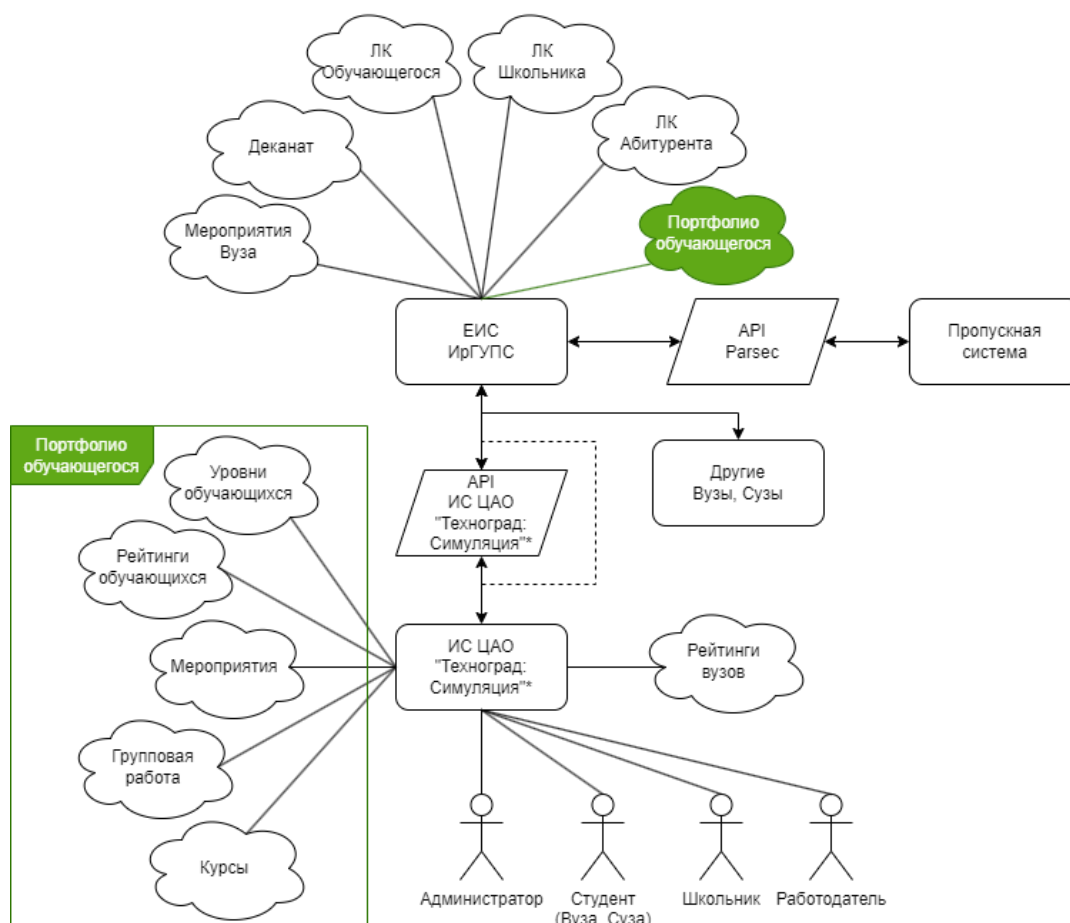 ЛК
Обучающегося
ЛК
Школьника
Деканат
ЛК
Абитурента
Мероприятия
Вуза
Портфолио
обучающегося
ЕИС
ИрГУПС
API
Parsec
Пропускная
система
Портфолио
обучающегося
Уровни
обучающихся
API
ИС ЦАО
"Техноград:
Симуляция"*
Другие
Вузы, Сузы
Рейтинги
обучающихся
Мероприятия
ИС ЦАО
"Техноград:
Симуляция"*
Рейтинги
вузов
Групповая
работа
Курсы
Администратор
Студент
(Вуза, Суза)
Школьник
Работодатель